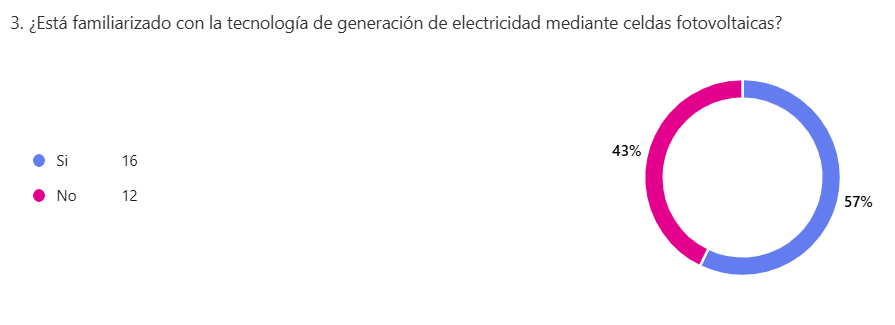 3. ¿Está familiarizado con la tecnología de generación de electricidad mediante celdas fotovoltaicas?
Si 16
No 12
43%
57%